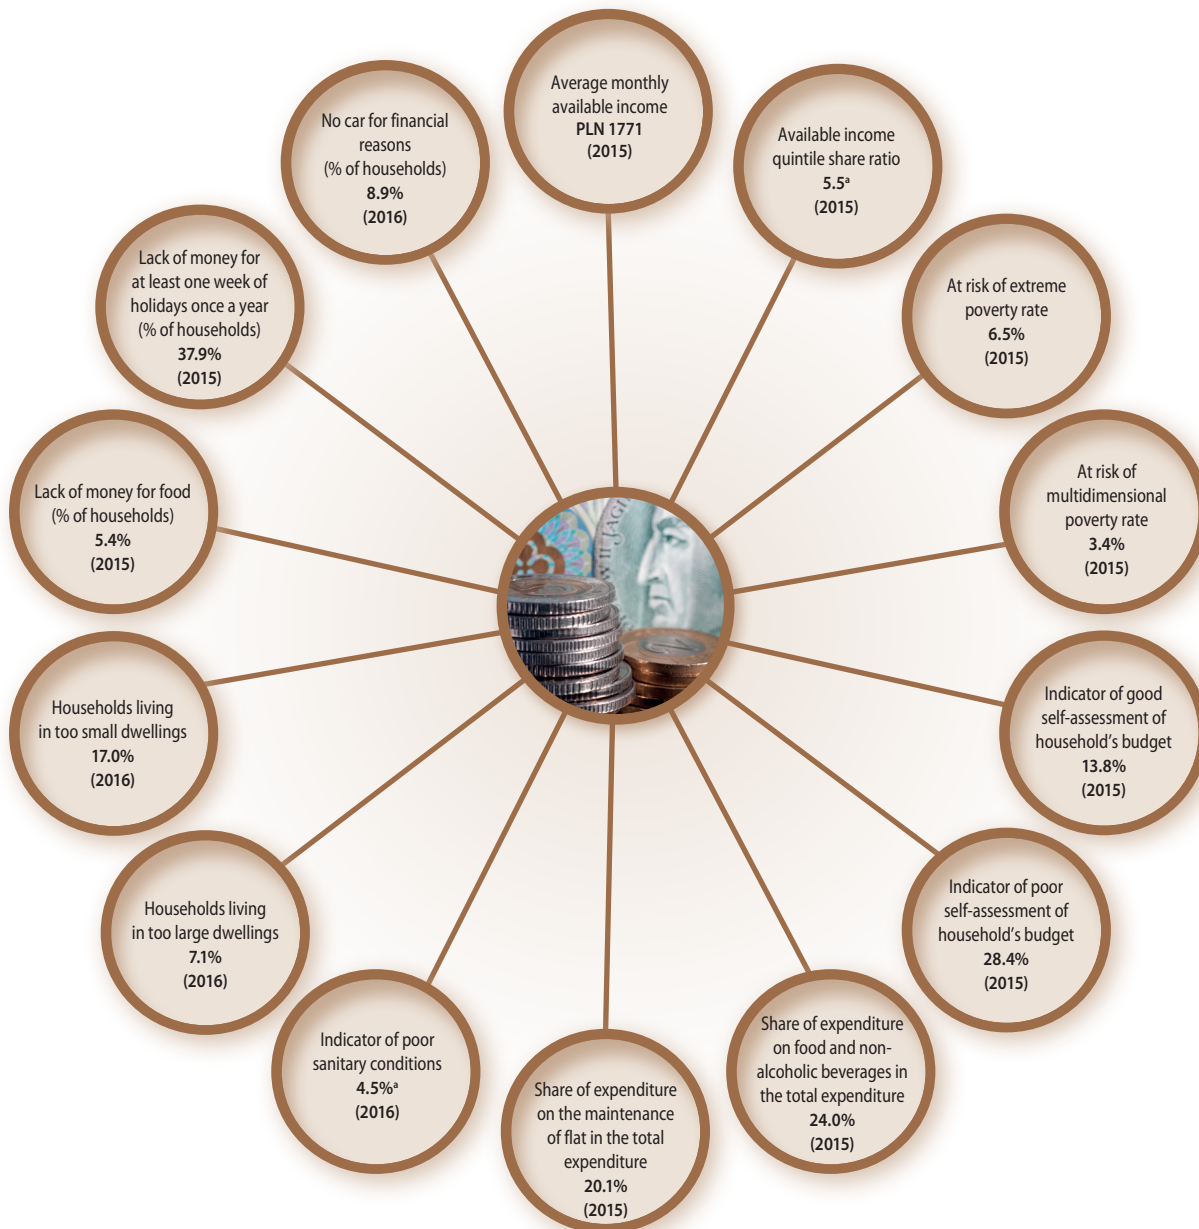 Average monthly
available income
PLN 1771
(2015)
Available income
quintile share ratio
5.5ᵃ
(2015)
At risk of extreme
poverty rate
6.5%
(2015)
At risk of
multidimensional
poverty rate
3.4%
(2015)
Indicator of good
self-assessment of
household’s budget
13.8%
(2015)
Indicator of poor
self-assessment of
household’s budget
28.4%
(2015)
Share of expenditure
on food and non-
alcoholic beverages in
the total expenditure
24.0%
(2015)
Share of expenditure
on the maintenance
of flat in the total
expenditure
20.1%
(2015)
Indicator of poor
sanitary conditions
4.5%ᵃ
(2016)
Households living
in too large dwellings
7.1%
(2016)
Households living
in too small dwellings
17.0%
(2016)
Lack of money for food
(% of households)
5.4%
(2015)
Lack of money for
at least one week of
holidays once a year
(% of households)
37.9%
(2015)
No car for financial
reasons
(% of households)
8.9%
(2016)